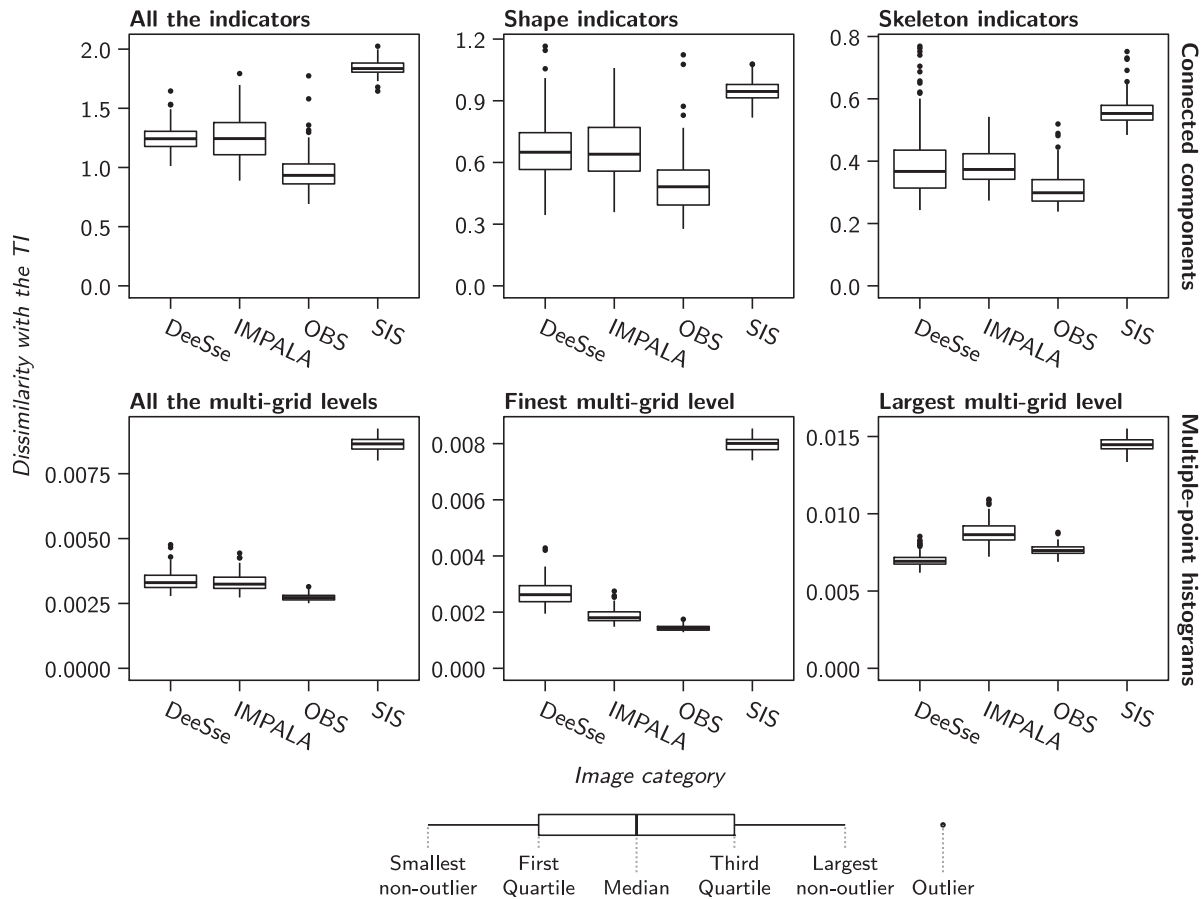 All the indicators
Shape indicators
Skeleton indicators
2.0
1.5
1.0
0.5
0.0
1.2
0.9
0.6
0.3
0.0
0.8
0.6
0.4
0.2
0.0
Connected components
DeeSse
IMPALA
OBS
SIS
DeeSse
IMPALA
OBS
SIS
DeeSse
IMPALA
OBS
SIS
Dissimilarity with the TI
All the multi-grid levels
Finest multi-grid level
Largest multi-grid level
0.0075
0.0050
0.0025
0.0000
0.008
0.006
0.004
0.002
0.000
0.015
0.010
0.005
0.000
Multiple-point histograms
DeeSse
IMPALA
OBS
SIS
DeeSse
IMPALA
OBS
SIS
DeeSse
IMPALA
OBS
SIS
Image category
Smallest
non-outlier
First
Quartile
Median
Third
Quartile
Largest
non-outlier
Outlier